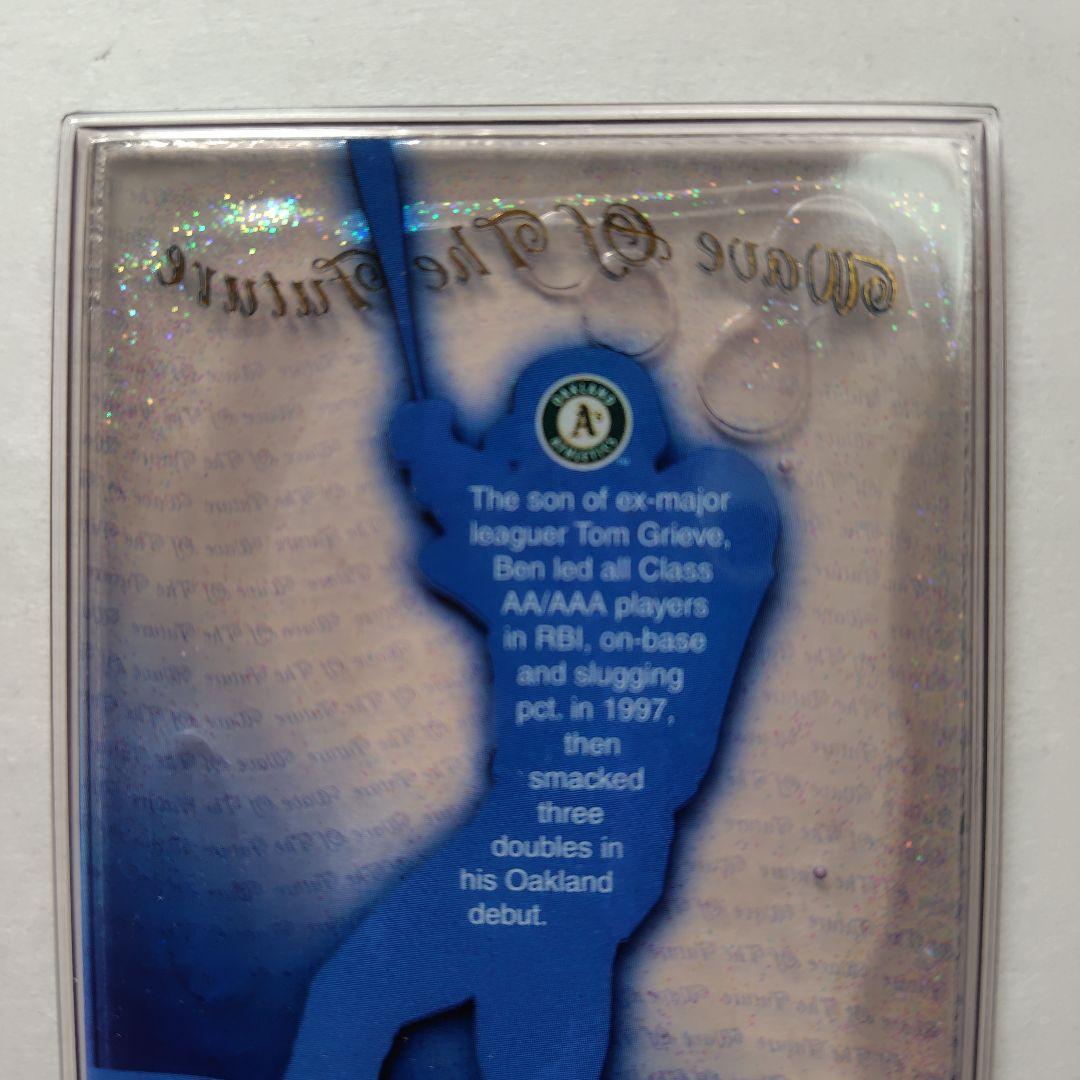 Wave Of The Future
OAKLAND
A's
ATHLETICS
The son of ex-major
leaguer Tom Grieve,
Ben led all Class
AA/AAA players
in RBI, on-base
and slugging
pct. in 1997,
then
smacked
three
doubles in
his Oakland
debut.